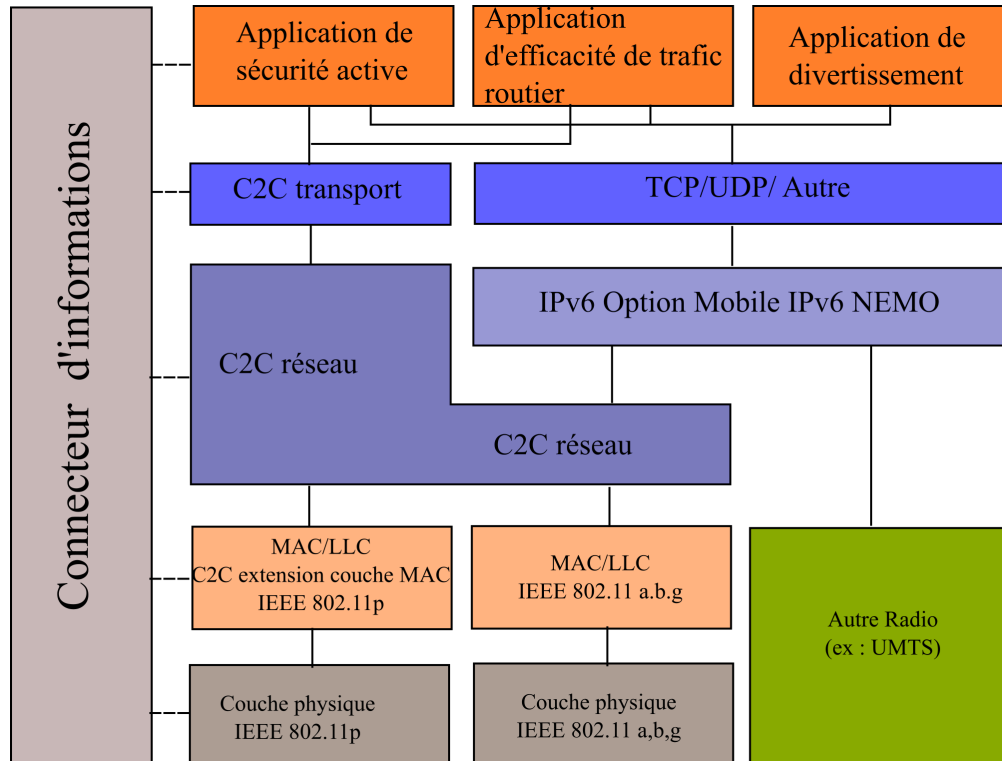 Connecteur d'informations
Application de
sécurité active
Application
d'efficacité de trafic
routier
Application de
divertissement
C2C transport
TCP/UDP/ Autre
IPv6 Option Mobile IPv6 NEMO
C2C réseau
C2C réseau
MAC/LLC
C2C extension couche MAC
IEEE 802.11p
MAC/LLC
IEEE 802.11 a.b.g
Autre Radio
(ex : UMTS)
Couche physique
IEEE 802.11p
Couche physique
IEEE 802.11 a,b,g